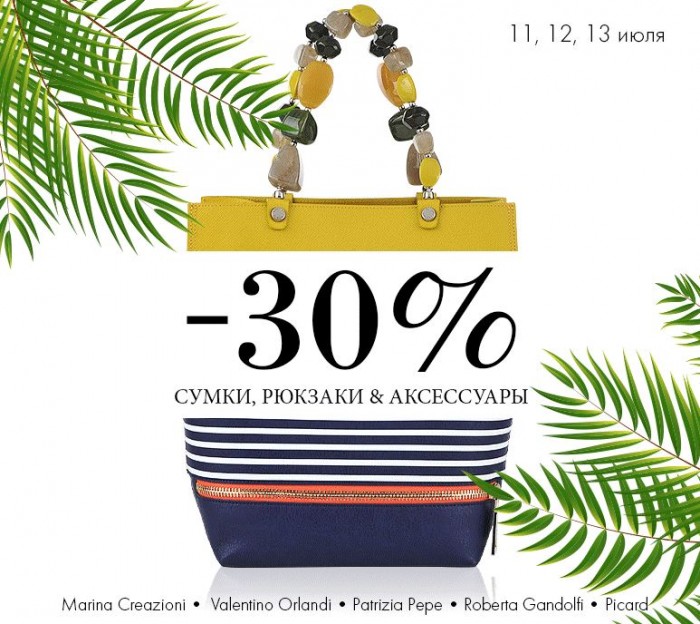 11, 12, 13 июля
-30%
СУМКИ, РЮКЗАКИ & АКСЕССУАРЫ
Marina Creazioni • Valentino Orlandi • Patrizia Pepe • Roberta Gandolfi • Picard